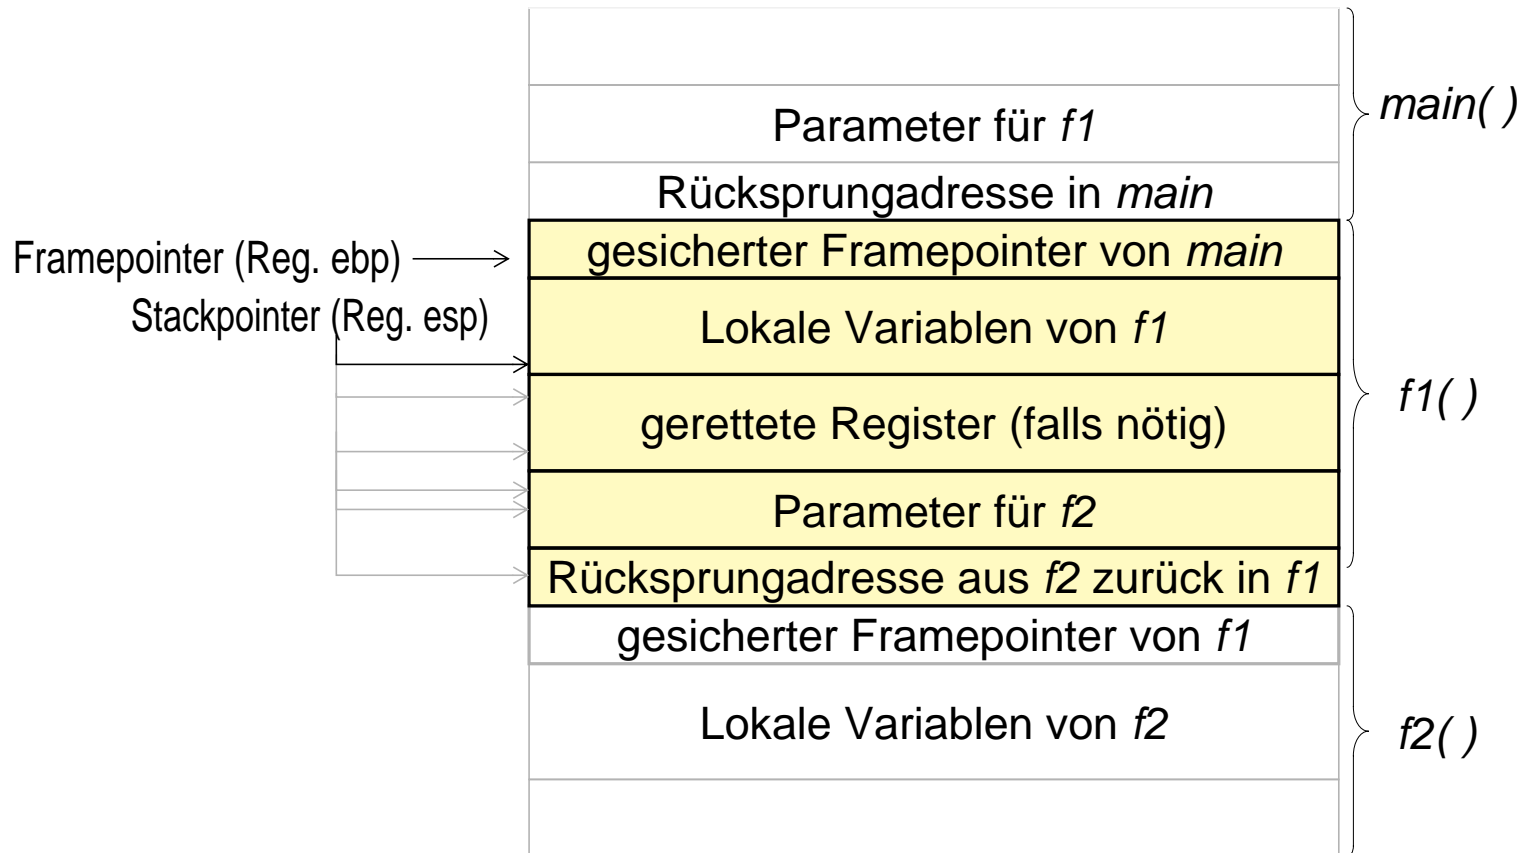 Parameter für f1
main( )
Rücksprungadresse in main
gesicherter Framepointer von main
Framepointer (Reg. ebp)
Stackpointer (Reg. esp)
Lokale Variablen von f1
f1( )
gerettete Register (falls nötig)
Parameter für f2
Rücksprungadresse aus f2 zurück in f1
gesicherter Framepointer von f1
Lokale Variablen von f2
f2( )